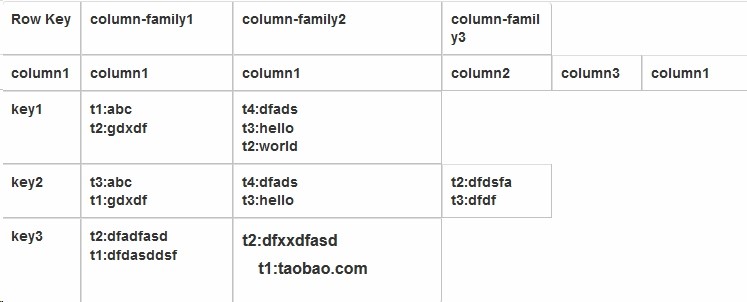 Row Key column-family1 column-family2 column-famil
y3
column1 column1 column1 column2 column3 column1
key1 t1:abc t4:dfads
t2:gdxdf t3:hello
t2:world
key2 t3:abc t4:dfads t2:dfdsfa
t1:gdxdf t3:hello t3:dfdf
key3 t2:dfadfasd t2:dfxxdfasd
t1:dfdasddsf
t1:taobao.com